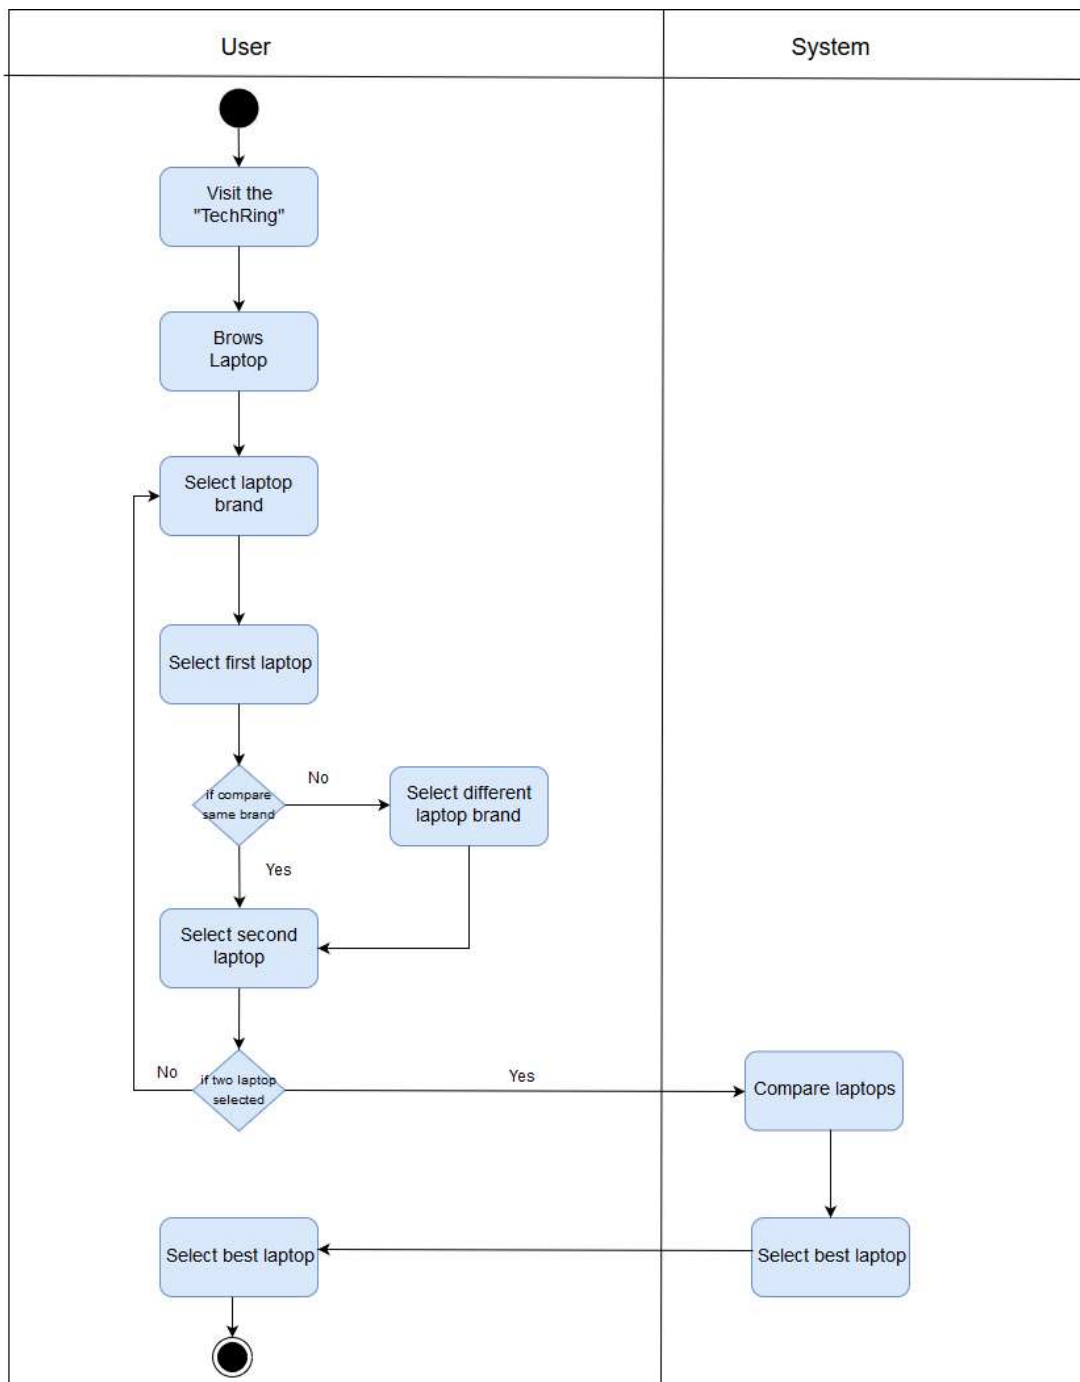 User
System
Visit the
"TechRing"
Brows
Laptop
Select laptop
brand
Select first laptop
if compare
same brand
No
Select different
laptop brand
Yes
Select second
laptop
No
if two laptop
selected
Yes
Compare laptops
Select best laptop
Select best laptop